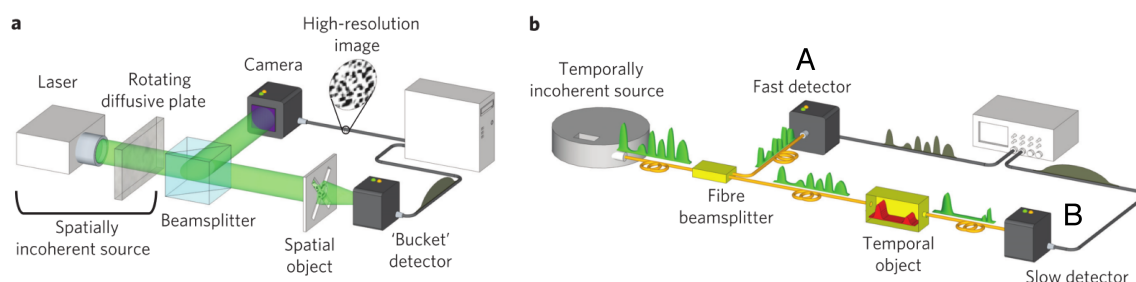 a
High-resolution
image
Camera
Laser
Rotating
diffusive plate
Beamsplitter
Spatially
incoherent source
Spatial
object
'Bucket'
detector
b
A
Temporally
incoherent source
Fast detector
Fibre
beamsplitter
B
Temporal
object
Slow detector